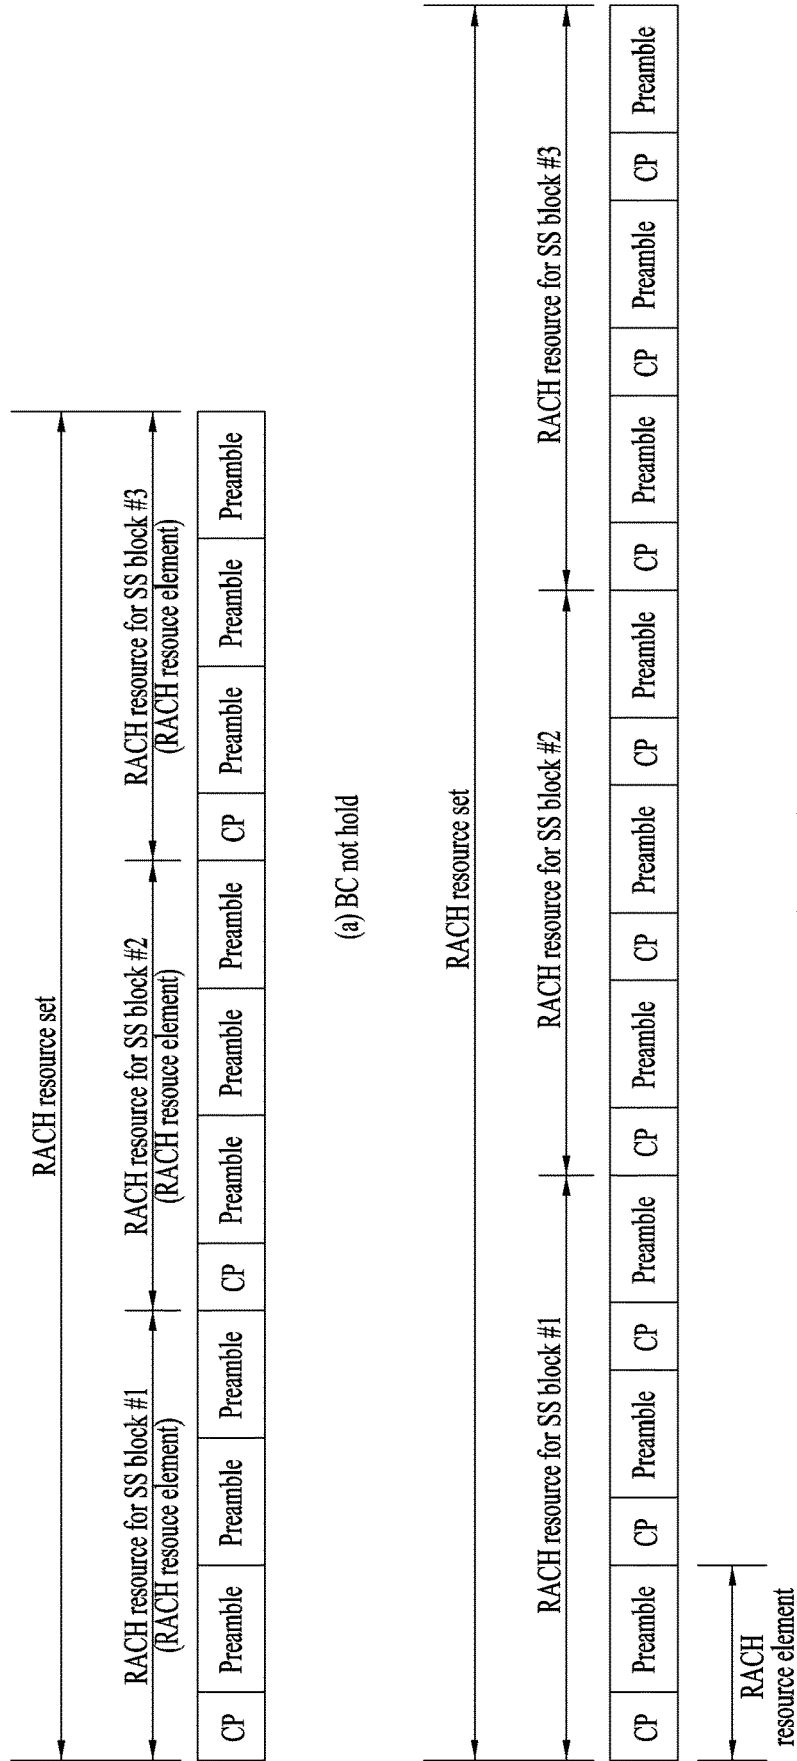 RACH resource set
RACH resource for SS block #1
(RACH resouce element)
RACH resource for SS block #2
(RACH resouce element)
RACH resource for SS block #3
(RACH resouce element)
CP Preamble Preamble Preamble CP Preamble Preamble Preamble CP Preamble Preamble Preamble
(a) BC not hold
RACH resource set
RACH resource for SS block #1
RACH resource for SS block #2
RACH resource for SS block #3
CP Preamble CP Preamble CP Preamble CP Preamble CP Preamble CP Preamble CP Preamble CP Preamble CP Preamble
RACH
resource element